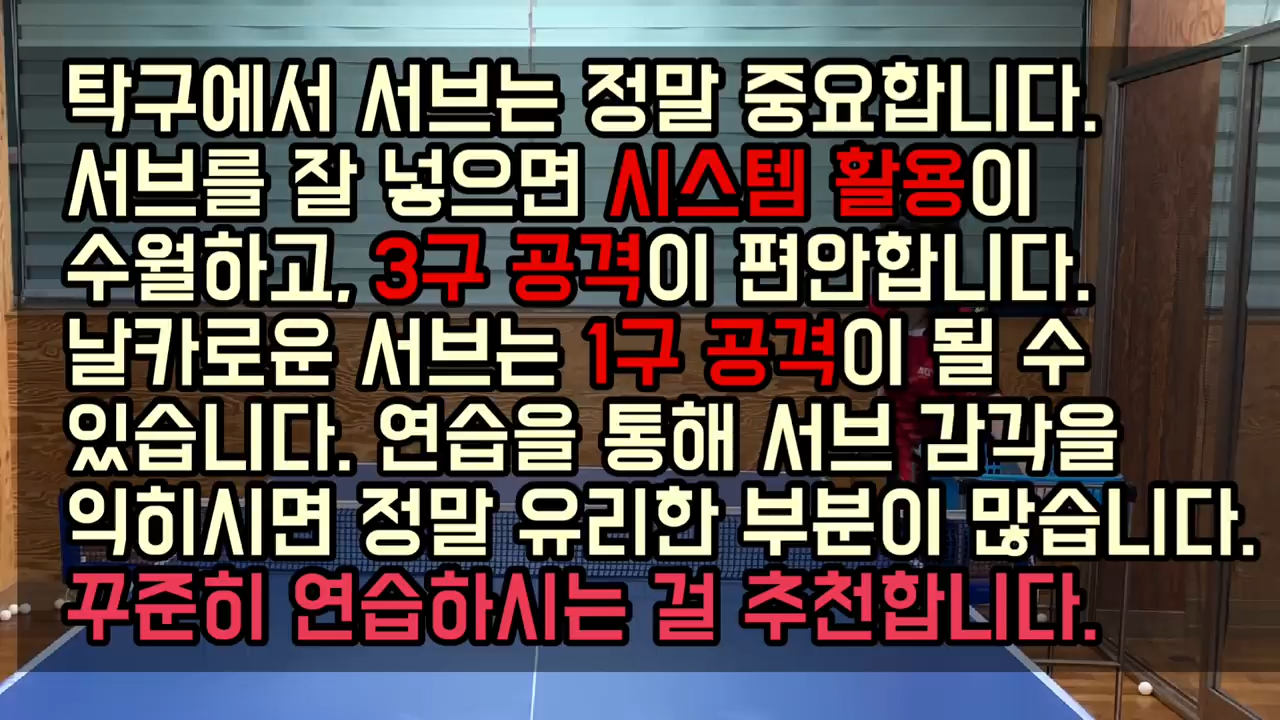 탁구에서 서브는 정말 중요합니다.
서브를 잘 넣으면 시스템 활용이
수월하고, 3구 공격이 편안합니다.
날카로운 서브는 1구 공격이 될 수
있습니다. 연습을 통해 서브 감각을
익히시면 정말 유리한 부분이 많습니다.
꾸준히 연습하시는 걸 추천합니다.